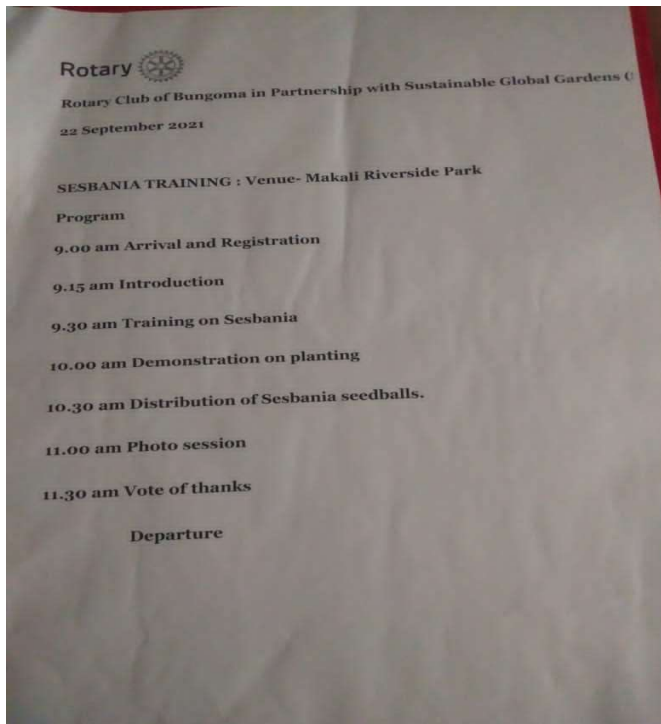 Rotary
Rotary Club of Bungoma in Partnership with Sustainable Global Gardens (
22 September 2021
SESBANIA TRAINING : Venue- Makali Riverside Park
Program
9.00 am Arrival and Registration
9.15 am Introduction
9.30 am Training on Sesbania
10.00 am Demonstration on planting
10.30 am Distribution of Sesbania seedballs.
11.00 am Photo session
11.30 am Vote of thanks
Departure